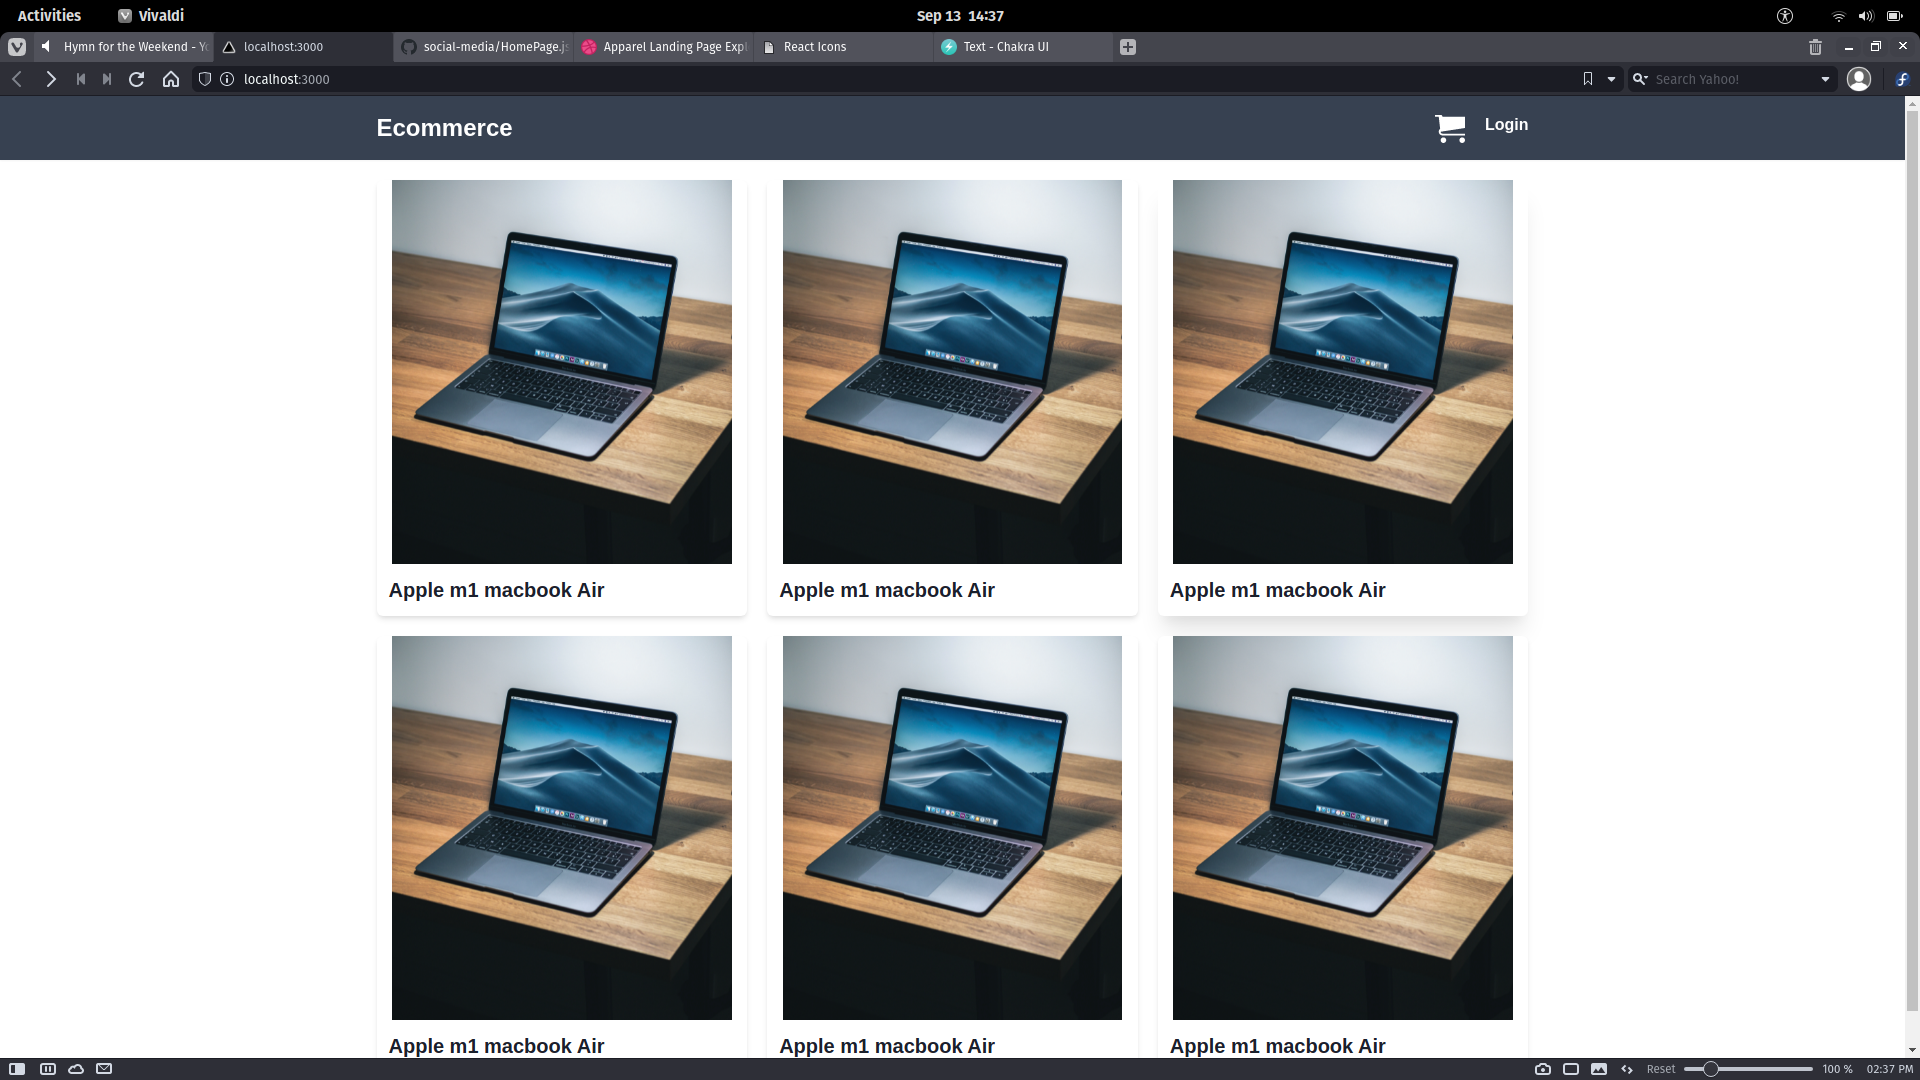 Activities Vivaldi Sep 13 14:37
Hymn for the Weekend - Yo localhost:3000 social-media/HomePage.js Apparel Landing Page Expl React Icons Text - Chakra UI
localhost:3000 Search Yahoo!
Ecommerce Login
Apple m1 macbook Air Apple m1 macbook Air Apple m1 macbook Air
Apple m1 macbook Air Apple m1 macbook Air Apple m1 macbook Air
Reset 100 % 02:37 PM